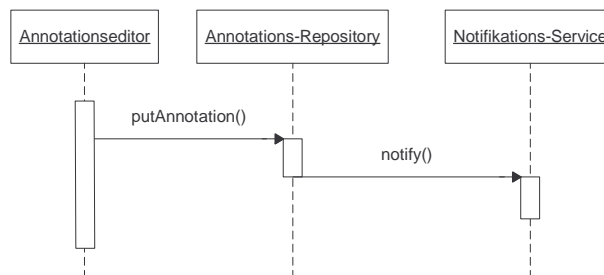 Annotationseditor
Annotations-Repository
Notifikations-Service
putAnnotation()
notify()